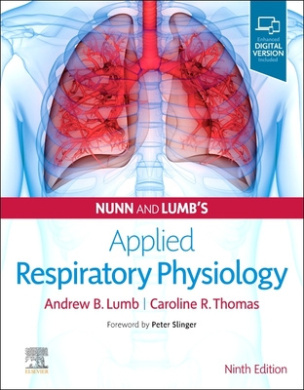 Enhanced
DIGITAL
VERSION
Included
NUNN AND LUMB'S
Applied
Respiratory Physiology
Andrew B. Lumb | Caroline R. Thomas
Foreword by Peter Slinger
ELSEVIER
Ninth Edition